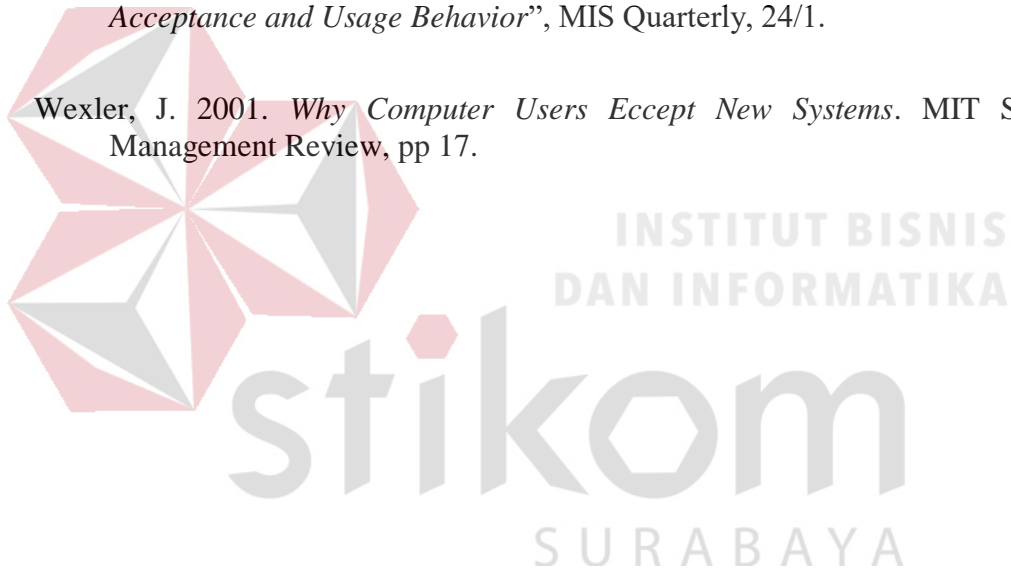 Acceptance and Usage Behavior”, MIS Quarterly, 24/1.
Wexler, J. 2001. Why Computer Users Eccept New Systems. MIT S
Management Review, pp 17.
INSTITUT BISNIS
DAN INFORMATIKA
stikom
SURABAYA